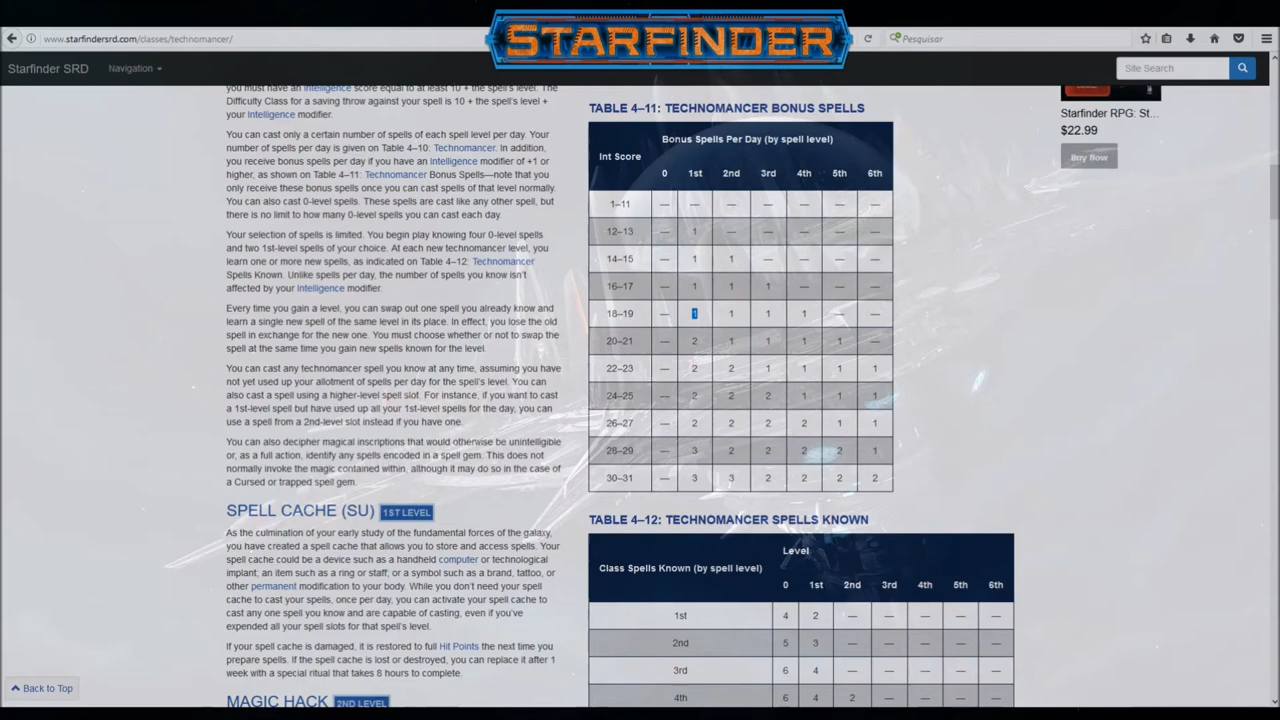 STARFINDER
www.starfindersrd.com/classes/technomancer/
Pesquisar
Starfinder SRD
Navigation
Site Search
you must have an Intelligence score equal to at least 10 + the spell's level. The
Difficulty Class for a saving throw against your spell is 10 + the spell's level +
your Intelligence modifier.
You can cast only a certain number of spells of each spell level per day. Your
number of spells per day is given on Table 4-10: Technomancer. In addition,
you receive bonus spells per day if you have an Intelligence modifier of +1 or
higher, as shown on Table 4-11: Technomancer Bonus Spells—note that you
only receive these bonus spells once you can cast spells of that level normally.
You can also cast 0-level spells. These spells are cast like any other spell, but
there is no limit to how many 0-level spells you can cast each day.
Your selection of spells is limited. You begin play knowing four 0-level spells
and two 1st-level spells of your choice. At each new technomancer level, you
learn one or more new spells, as indicated on Table 4-12: Technomancer
Spells Known. Unlike spells per day, the number of spells you know isn't
affected by your Intelligence modifier.
Every time you gain a level, you can swap out one spell you already know and
learn a single new spell of the same level in its place. In effect, you lose the old
spell in exchange for the new one. You must choose whether or not to swap the
spell at the same time you gain new spells known for the level.
You can cast any technomancer spell you know at any time, assuming you have
not yet used up your allotment of spells per day for the spell's level. You can
also cast a spell using a higher-level spell slot. For instance, if you want to cast
a 1st-level spell but have used up all your 1st-level spells for the day, you can
use a spell from a 2nd-level slot instead if you have one.
You can also decipher magical inscriptions that would otherwise be unintelligible
or, as a full action, identify any spells encoded in a spell gem. This does not
normally invoke the magic contained within, although it may do so in the case of
a Cursed or trapped spell gem.
SPELL CACHE (SU) 1ST LEVEL
As the culmination of your early study of the fundamental forces of the galaxy,
you have created a spell cache that allows you to store and access spells. Your
spell cache could be a device such as a handheld computer or technological
implant, an item such as a ring or staff, or a symbol such as a brand, tattoo, or
other permanent modification to your body. While you don't need your spell
cache to cast your spells, once per day, you can activate your spell cache to
cast any one spell you know and are capable of casting, even if you've
expended all your spell slots for that spell's level.
If your spell cache is damaged, it is restored to full Hit Points the next time you
prepare spells. If the spell cache is lost or destroyed, you can replace it after 1
week with a special ritual that takes 8 hours to complete.
MAGIC HACK 2ND LEVEL
Back to Top
TABLE 4–11: TECHNOMANCER BONUS SPELLS
Bonus Spells Per Day (by spell level)
Int Score
0 1st 2nd 3rd 4th 5th 6th
1–11 — — — — — — —
12–13 — 1 — — — — —
14–15 — 1 1 — — — —
16–17 — 1 1 1 — — —
18–19 — 1 1 1 1 — —
20–21 — 2 1 1 1 1 —
22–23 — 2 2 1 1 1 1
24–25 — 2 2 2 1 1 1
26–27 — 2 2 2 2 1 1
28–29 — 3 2 2 2 2 1
30–31 — 3 3 2 2 2 2
TABLE 4–12: TECHNOMANCER SPELLS KNOWN
Level
Class Spells Known (by spell level)
0 1st 2nd 3rd 4th 5th 6th
1st 4 2 — — — — —
2nd 5 3 — — — — —
3rd 6 4 — — — — —
4th 6 4 2 — — — —
Starfinder RPG: St...
$22.99
Buy now